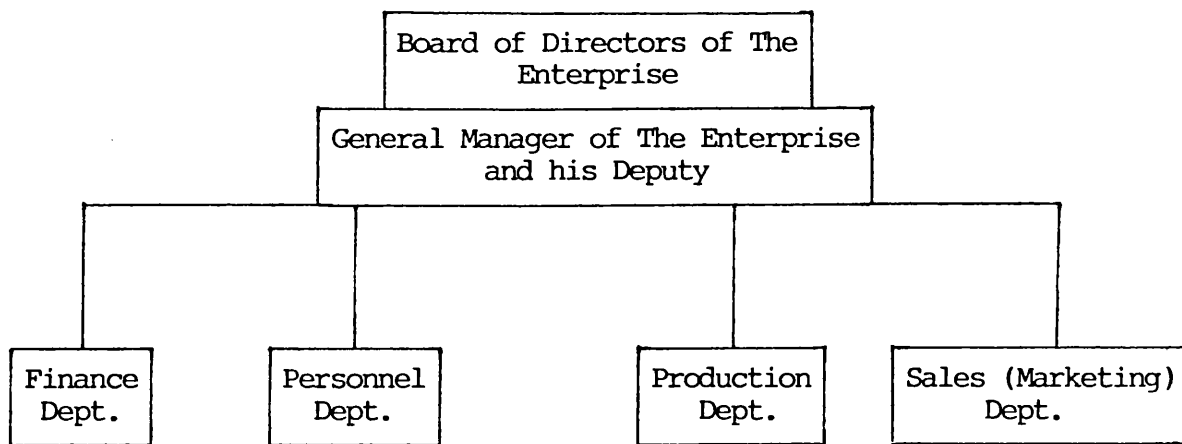 Board of Directors of The
Enterprise
General Manager of The Enterprise
and his Deputy
Finance
Dept.
Personnel
Dept.
Production
Dept.
Sales (Marketing)
Dept.